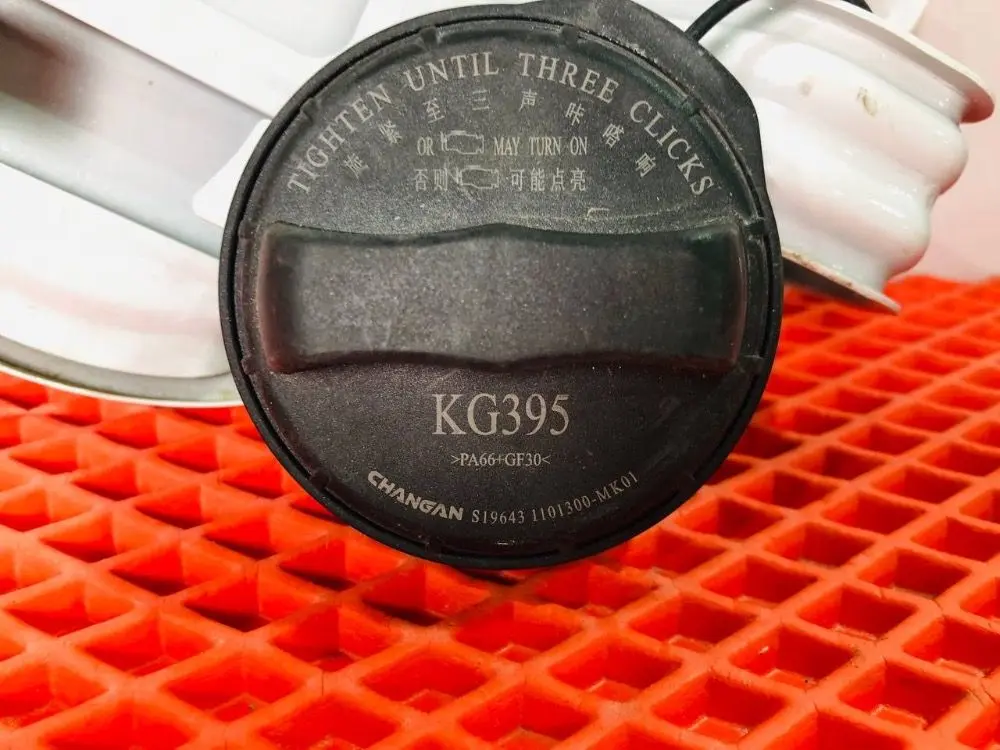 TIGHTEN UNTIL THREE CLICKS
旋紧至三声咔嗒响
OR MAY TURN ON
否则 可能点亮
KG395
>PA66+GF30<
CHANGAN S19643 1101300-MK01